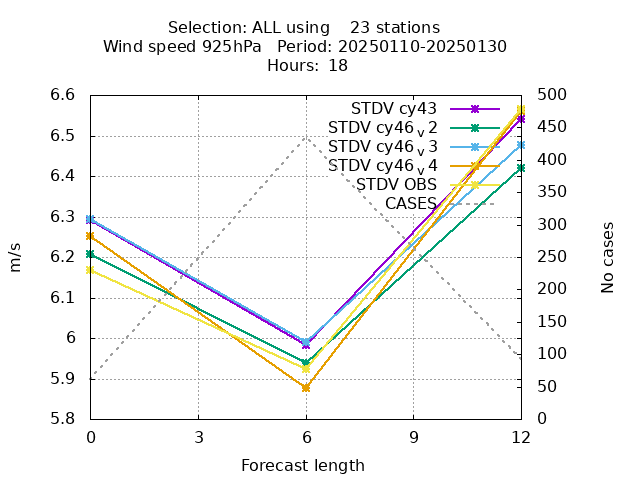 Selection: ALL using    23 stations
Wind speed 925hPa   Period: 20250110-20250130
Hours:  18
6.6
6.5
6.4
6.3
6.2
6.1
6
5.9
5.8
m/s
STDV cy43
STDV cy46v2
STDV cy46v3
STDV cy46v4
STDV OBS
CASES
500
450
400
350
300
250
200
150
100
50
0
No cases
0 3 6 9 12
Forecast length